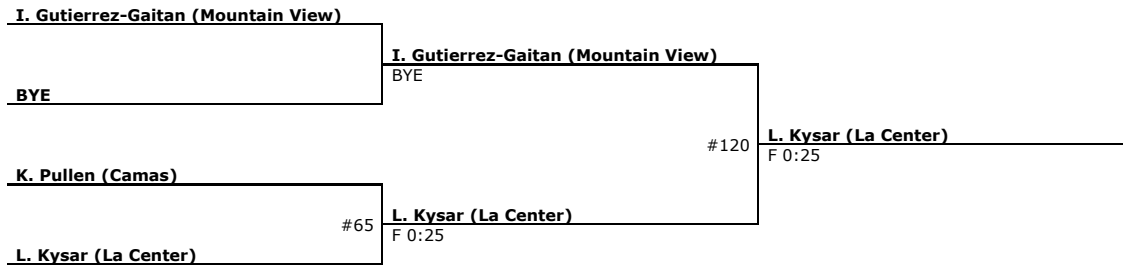 I. Gutierrez-Gaitan (Mountain View)
I. Gutierrez-Gaitan (Mountain View)
BYE
BYE
#120
L. Kysar (La Center)
F 0:25
K. Pullen (Camas)
#65
L. Kysar (La Center)
F 0:25
L. Kysar (La Center)